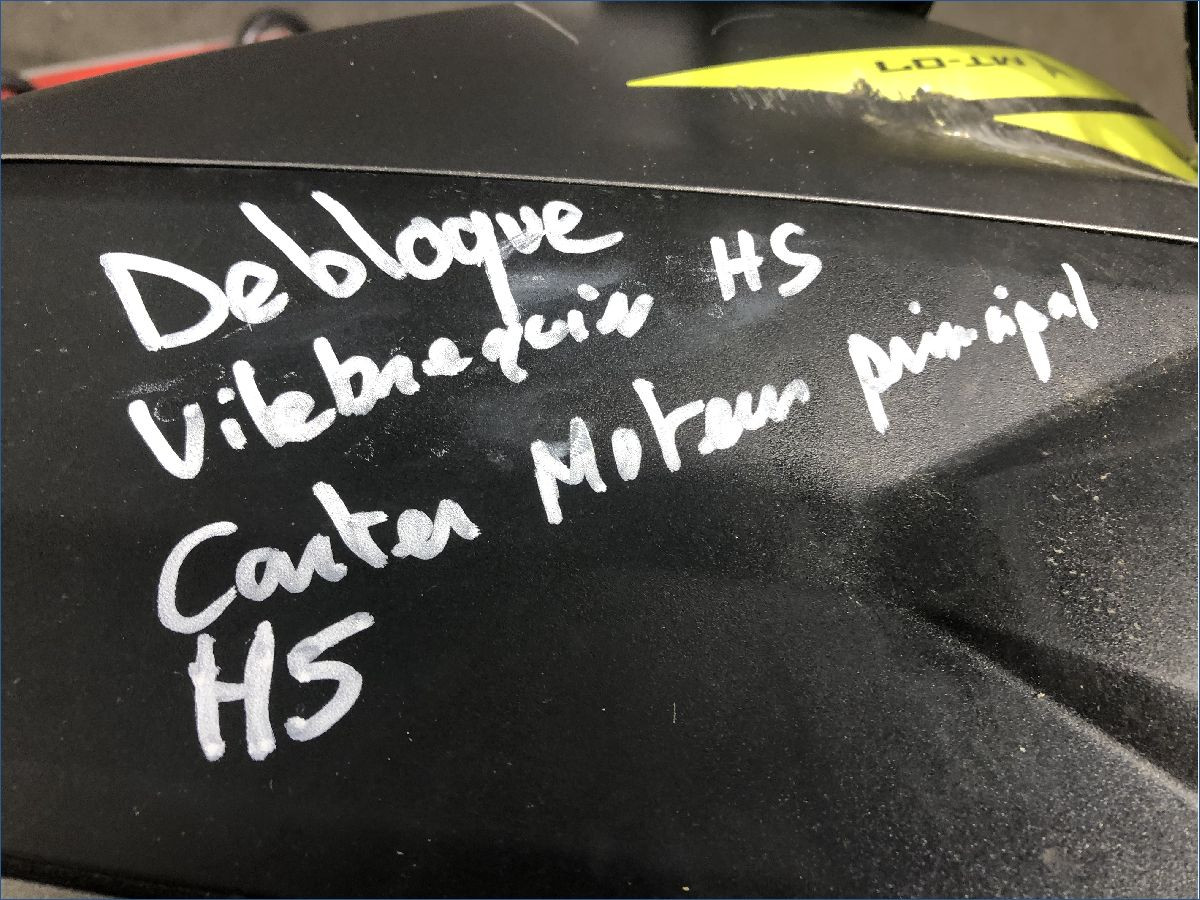 MT-07
Debloque
Vilebrequin HS
Carter Moteur principal
HS